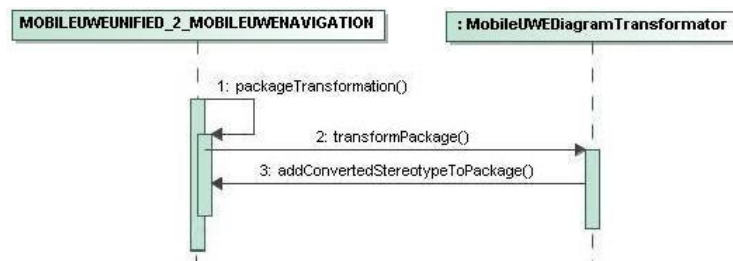 MOBILEUWEUNIFIED_2_MOBILEUWENAVIGATION
: MobileUWEDiagramTransformator
1: packageTransformation()
2: transformPackage()
3: addConvertedStereotypeToPackage()